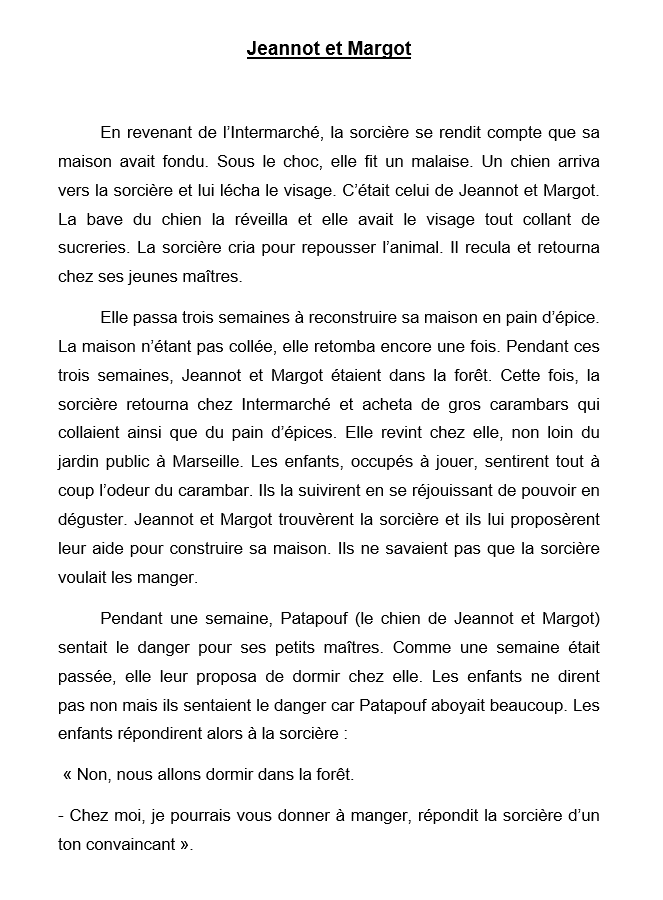 Jeannot et Margot
En revenant de l’Intermarché, la sorcière se rendit compte que sa
maison avait fondu. Sous le choc, elle fit un malaise. Un chien arriva
vers la sorcière et lui lécha le visage. C’était celui de Jeannot et Margot.
La bave du chien la réveilla et elle avait le visage tout collant de
sucreries. La sorcière cria pour repousser l’animal. Il recula et retourna
chez ses jeunes maîtres.
Elle passa trois semaines à reconstruire sa maison en pain d’épice.
La maison n’étant pas collée, elle retomba encore une fois. Pendant ces
trois semaines, Jeannot et Margot étaient dans la forêt. Cette fois, la
sorcière retourna chez Intermarché et acheta de gros carambars qui
collaient ainsi que du pain d’épices. Elle revint chez elle, non loin du
jardin public à Marseille. Les enfants, occupés à jouer, sentirent tout à
coup l’odeur du carambar. Ils la suivirent en se réjouissant de pouvoir en
déguster. Jeannot et Margot trouvèrent la sorcière et ils lui proposèrent
leur aide pour construire sa maison. Ils ne savaient pas que la sorcière
voulait les manger.
Pendant une semaine, Patapouf (le chien de Jeannot et Margot)
sentait le danger pour ses petits maîtres. Comme une semaine était
passée, elle leur proposa de dormir chez elle. Les enfants ne dirent
pas non mais ils sentaient le danger car Patapouf aboyait beaucoup. Les
enfants répondirent alors à la sorcière :
« Non, nous allons dormir dans la forêt.
- Chez moi, je pourrais vous donner à manger, répondit la sorcière d’un
ton convaincant ».